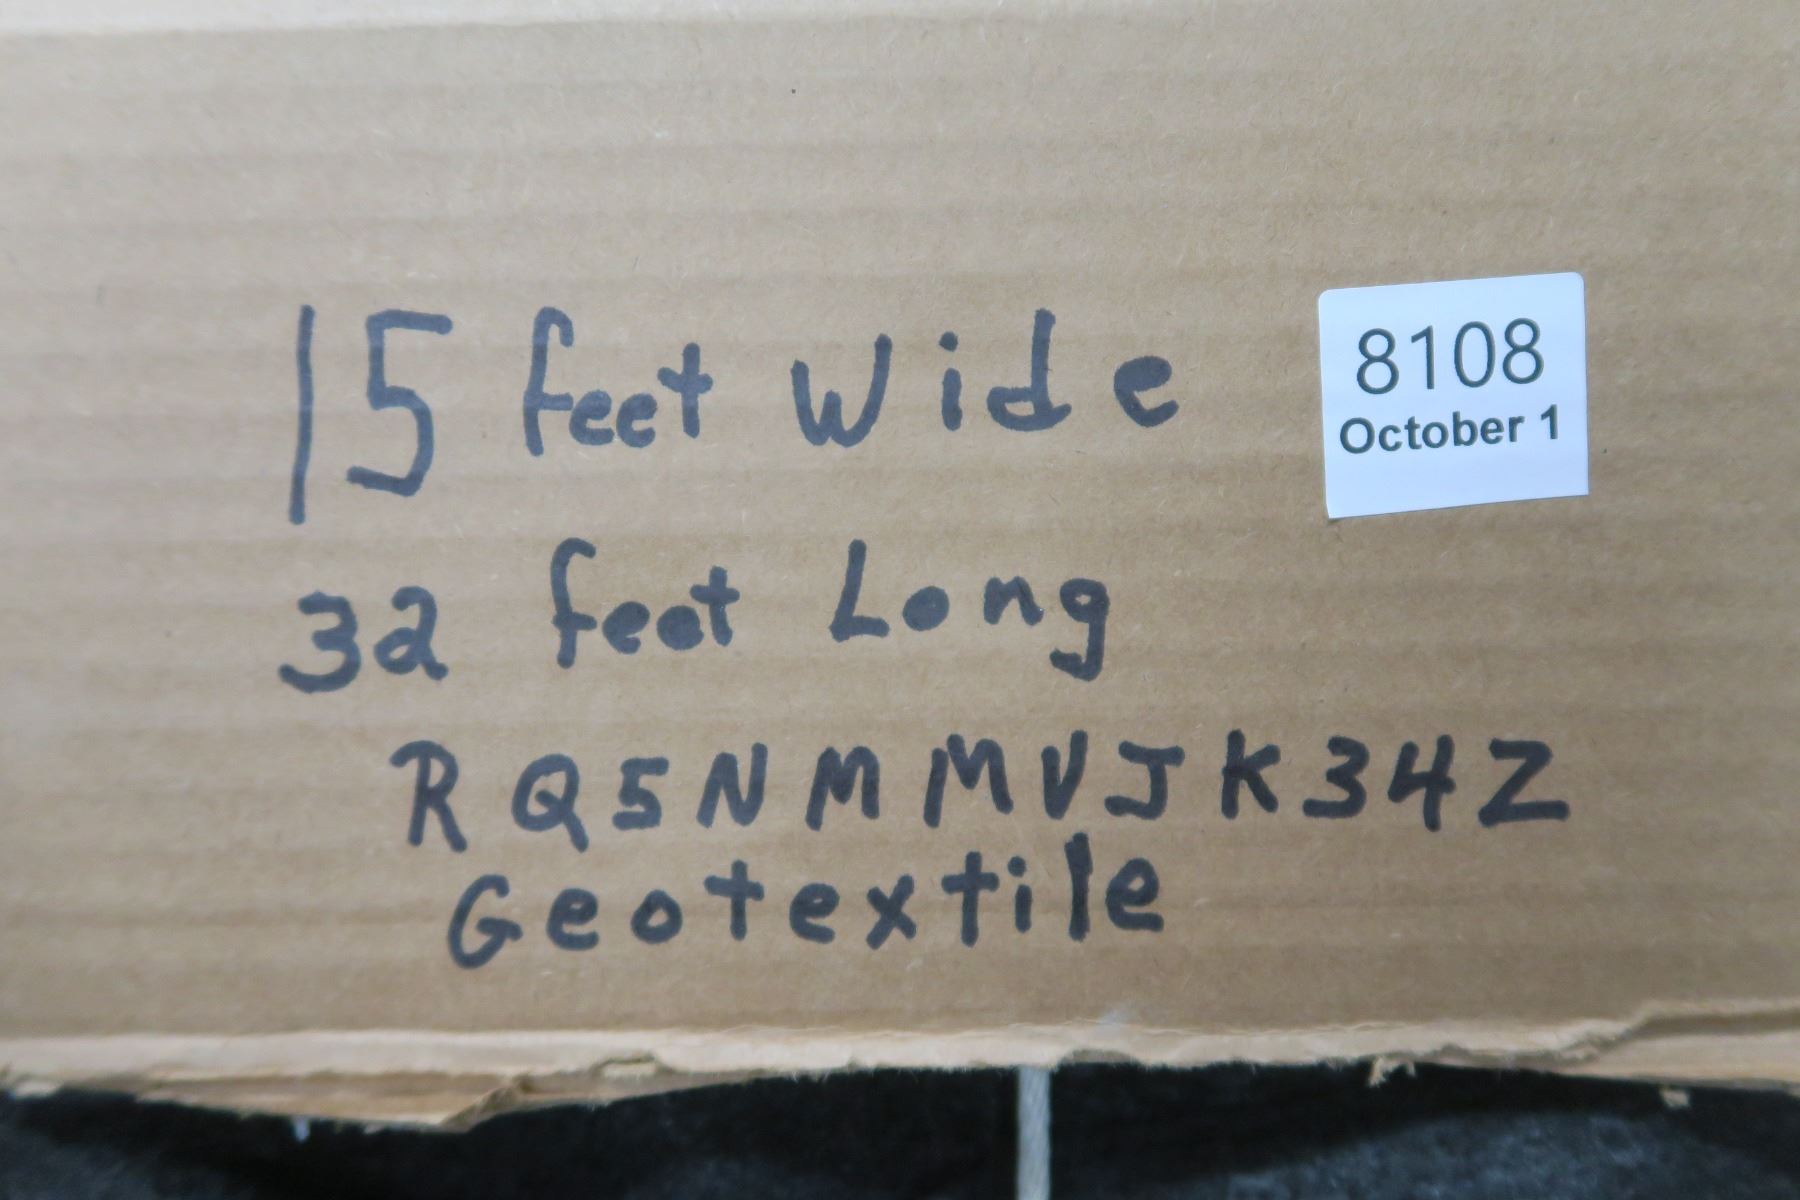 15 feet wide
8108
October 1
32 feet Long
RQ5NMMVJK34Z
Geotextile